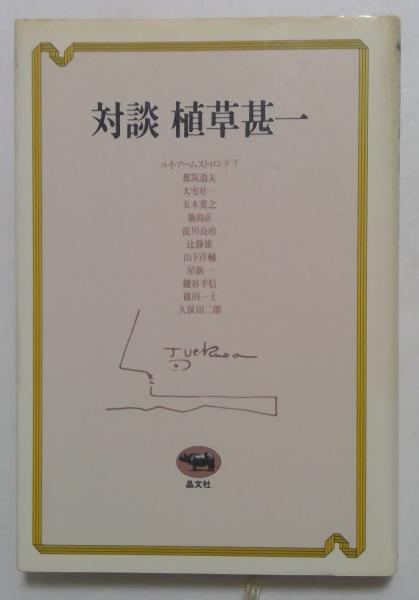 対談 植草甚一
ルイ・アームストロング?
都筑道夫
大宅壮一
五木寛之
飯島正
淀川長治
辻静雄
山下洋輔
星新一
鍵谷幸信
篠田一士
久保田二郎
J Uekusa
晶文社